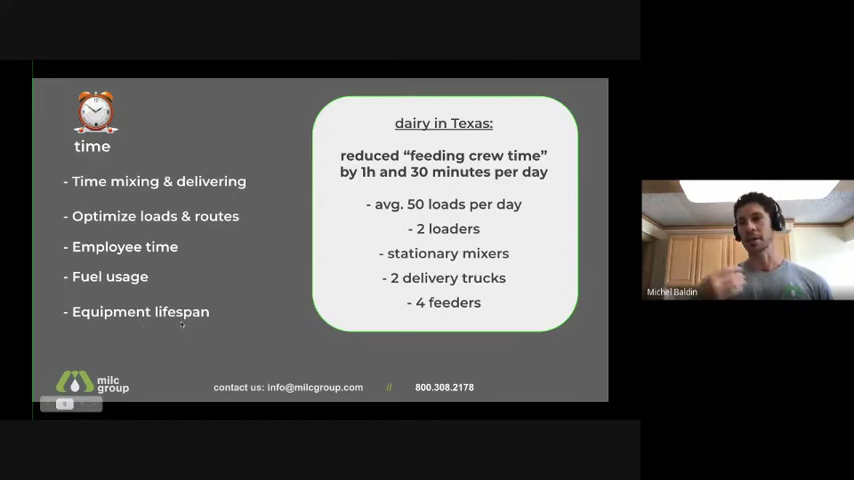 time
- Time mixing & delivering
- Optimize loads & routes
- Employee time
- Fuel usage
- Equipment lifespan
dairy in Texas:
reduced “feeding crew time”
by 1h and 30 minutes per day
- avg. 50 loads per day
- 2 loaders
- stationary mixers
- 2 delivery trucks
- 4 feeders
milc
group
contact us: info@milcgroup.com // 800.308.2178
Michel Baldin